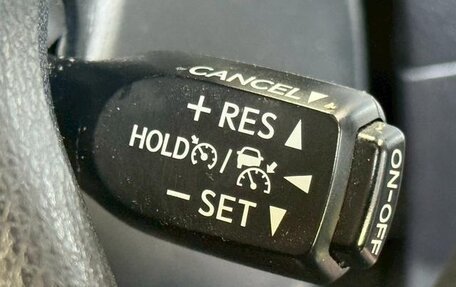 CANCEL
+ RES
HOLD /
- SET
ON-OFF